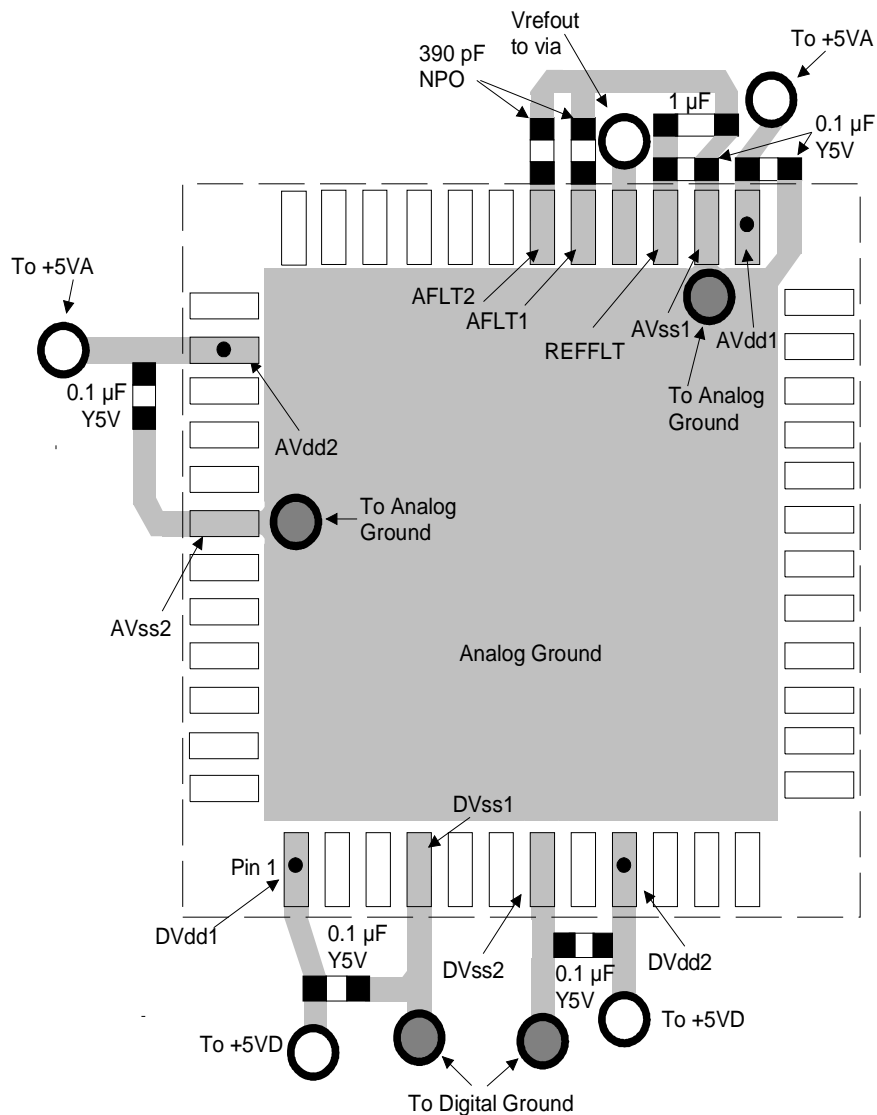 Vrefout
to via
To +5VA
390 pF
NPO
1 µF
0.1 µF
Y5V
To +5VA
AFLT2
AFLT1
REFFLT
AVss1
AVdd1
To Analog
Ground
0.1 µF
Y5V
AVdd2
To Analog
Ground
AVss2
Analog Ground
DVss1
Pin 1
DVdd1
0.1 µF
Y5V
DVss2
0.1 µF
Y5V
DVdd2
To +5VD
To +5VD
To Digital Ground